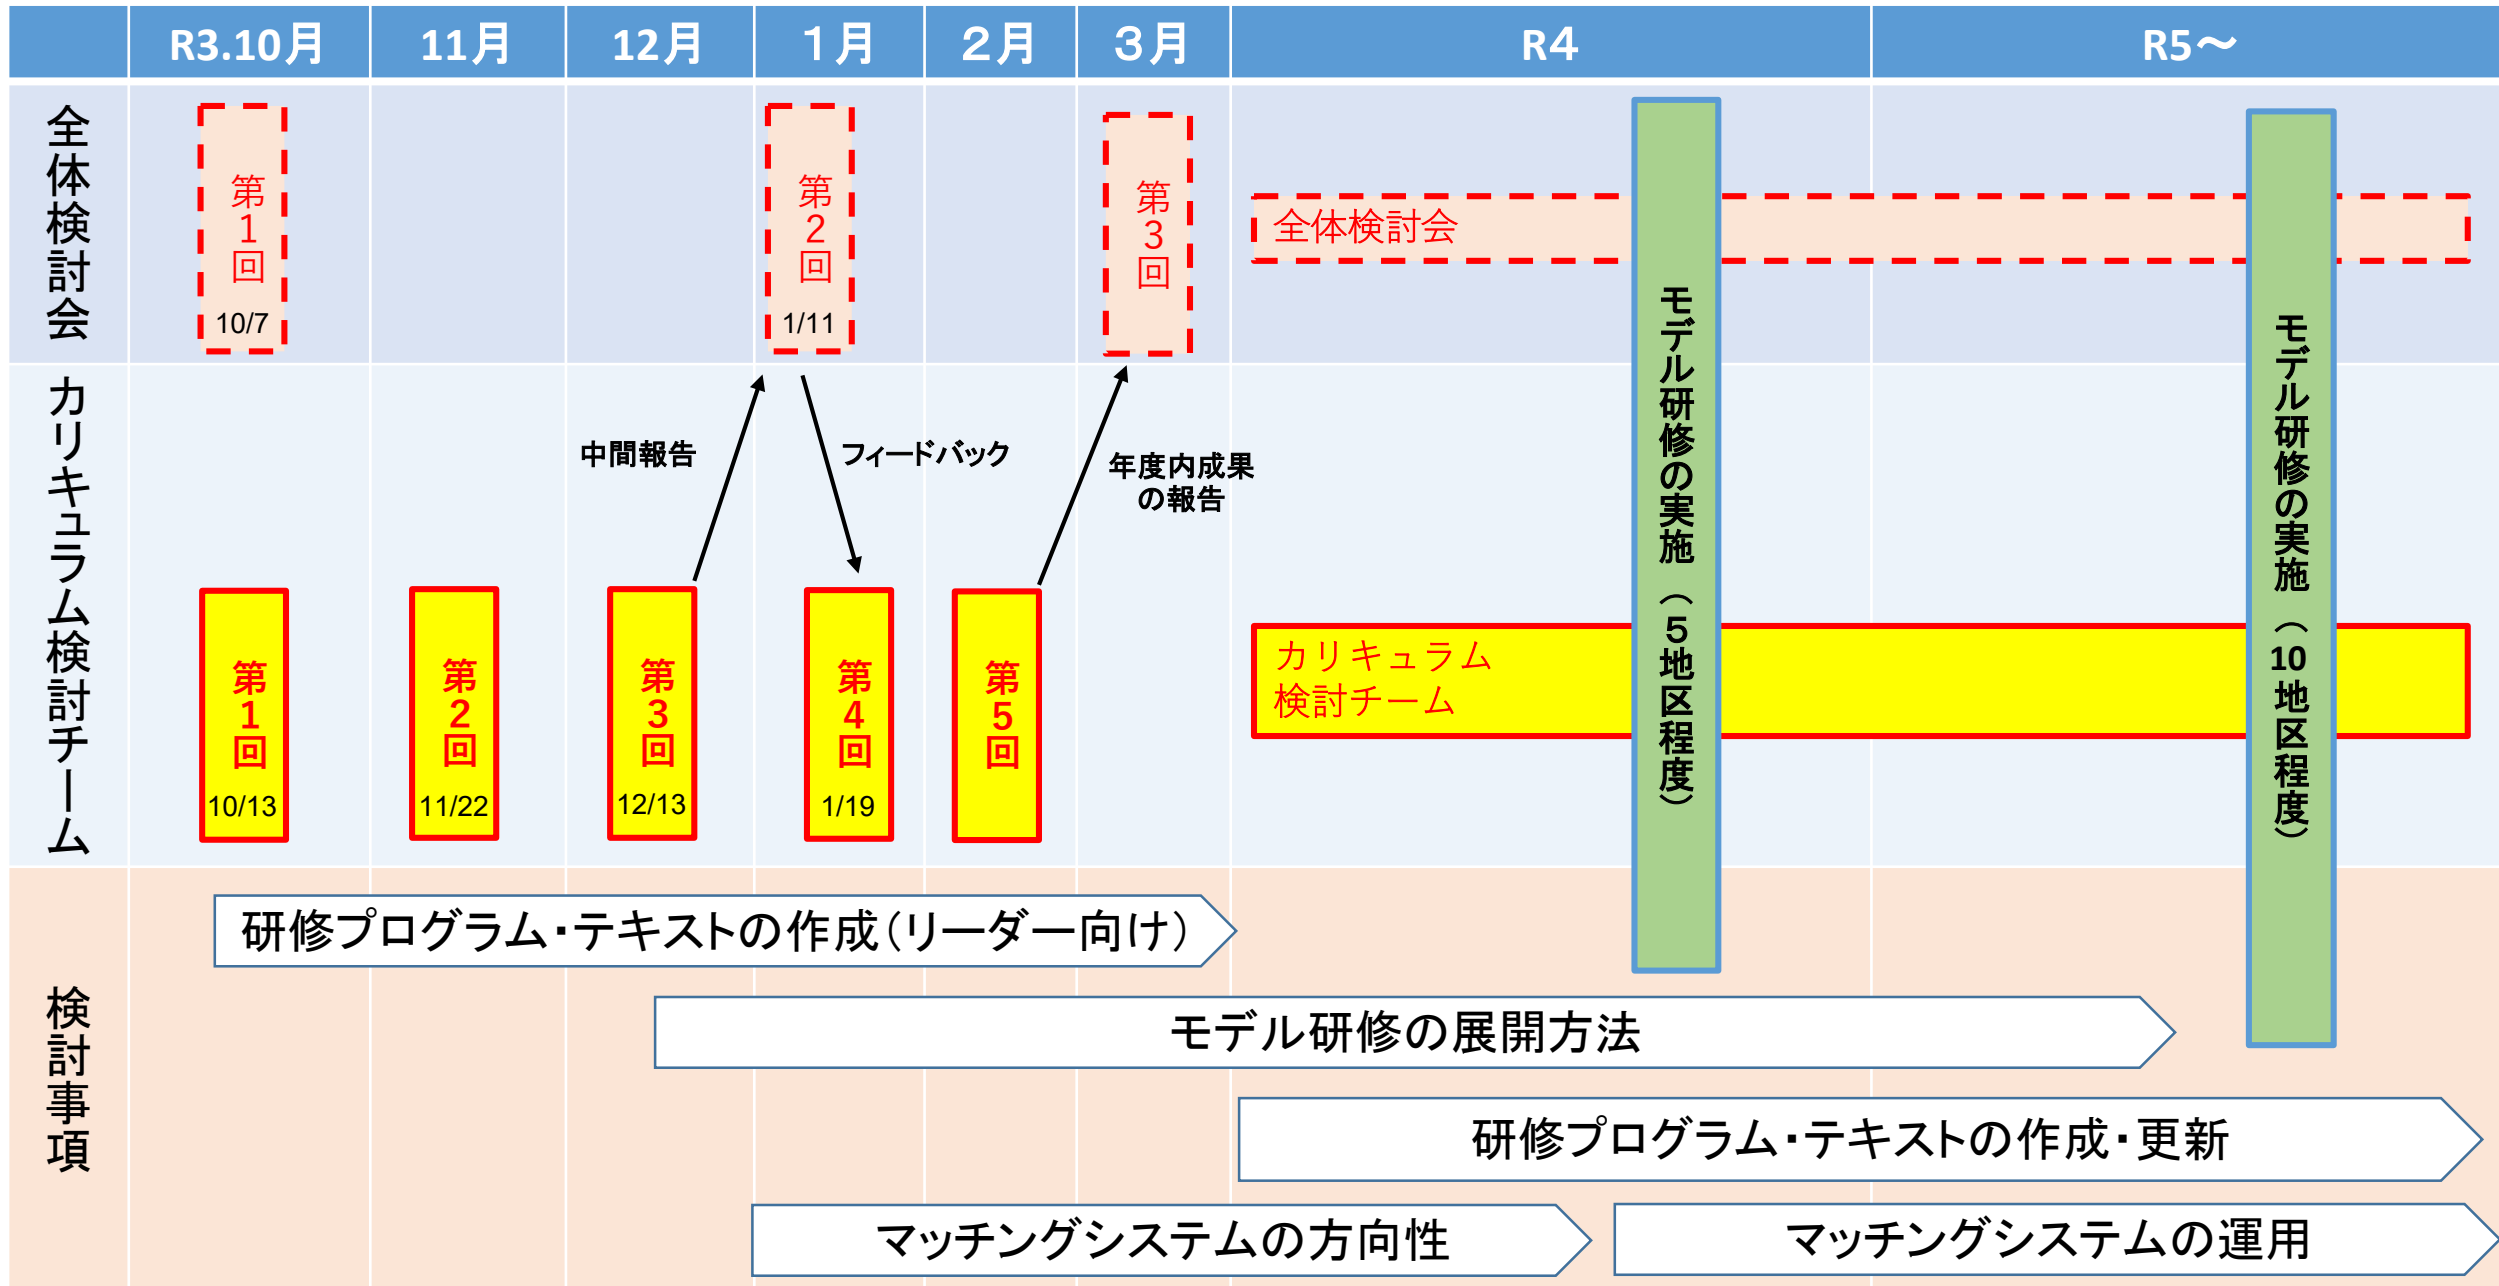 R3.10月
11月
12月
１月
２月
３月
R４
R5～
全体検討会
第１回
10/7
第２回
1/11
第３回
全体検討会
モデル研修の実施（５地区程度）
モデル研修の実施（10地区程度）
カリキュラム検討チーム
中間報告
フィードバック
年度内成果
の報告
第１回
10/13
第２回
11/22
第３回
12/13
第４回
1/19
第５回
カリキュラム
検討チーム
検討事項
研修プログラム・テキストの作成（リーダー向け）
モデル研修の展開方法
研修プログラム・テキストの作成・更新
マッチングシステムの方向性
マッチングシステムの運用